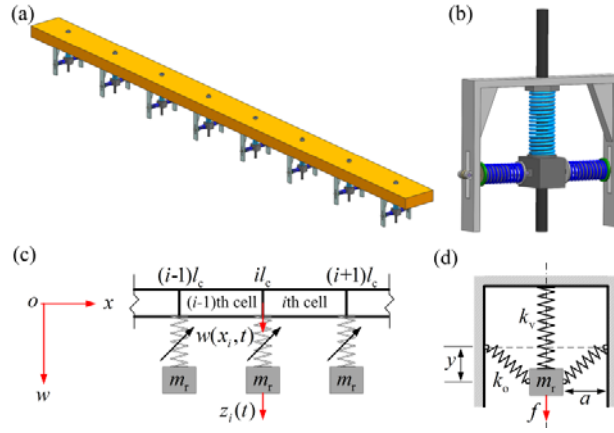 (a)
(b)
(c)
(i-1)l_c
il_c
(i+1)l_c
o
x
(i-1)th cell
ith cell
w(x_i,t)
w
m_r
m_r
m_r
z_i(t)
(d)
k_v
y
k_o
m_r
a
f